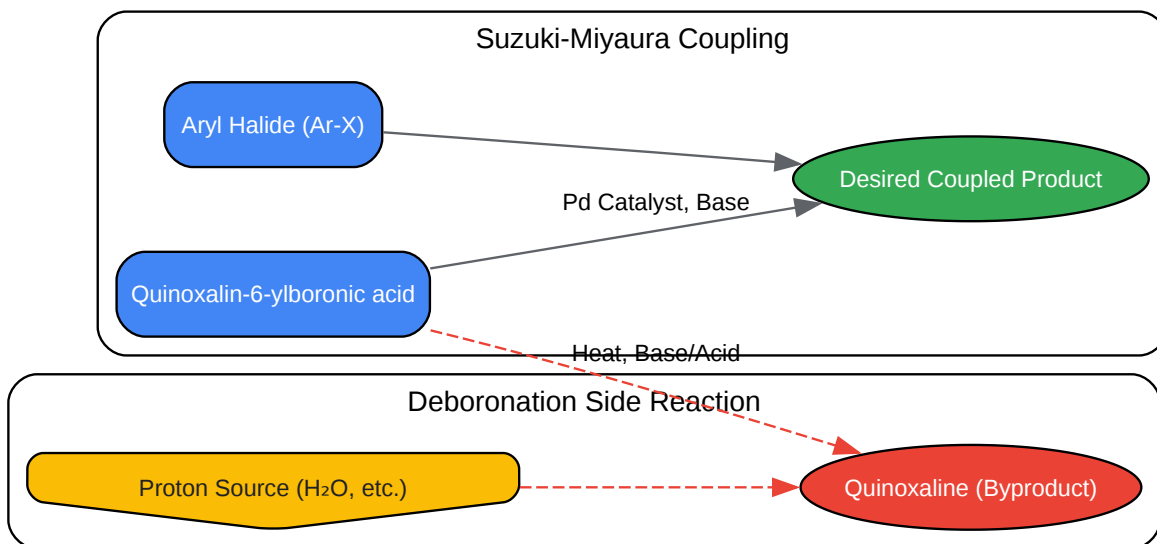 Suzuki-Miyaura Coupling
Aryl Halide (Ar-X)
Desired Coupled Product
Pd Catalyst, Base
Quinoxalin-6-ylboronic acid
Heat, Base/Acid
Deboronation Side Reaction
Proton Source (H₂O, etc.)
Quinoxaline (Byproduct)